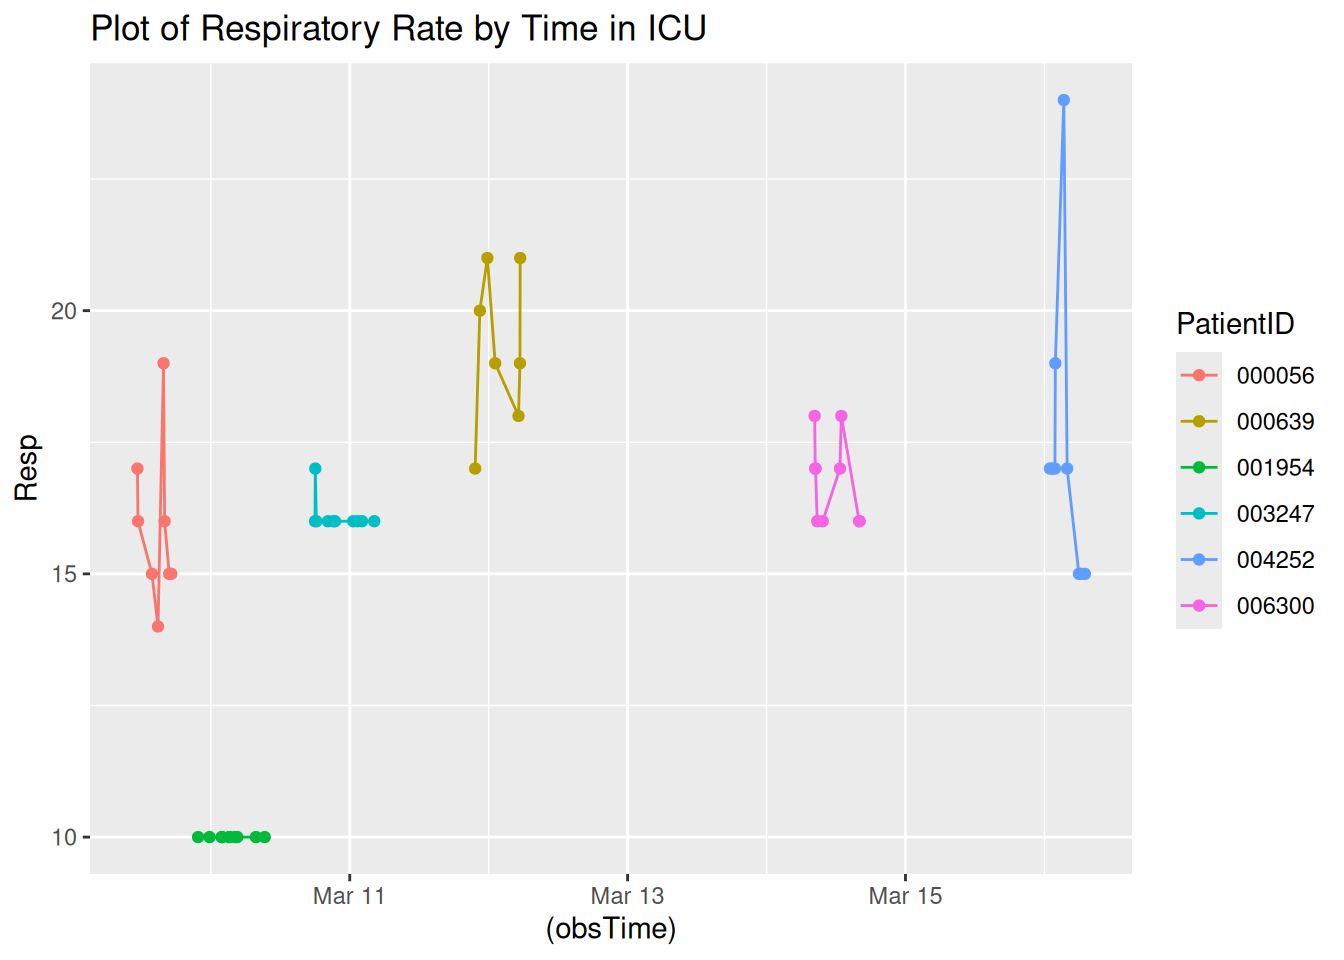 Plot of Respiratory Rate by Time in ICU
Resp
20
15
10
Mar 11
Mar 13
Mar 15
(obsTime)
PatientID
000056
000639
001954
003247
004252
006300